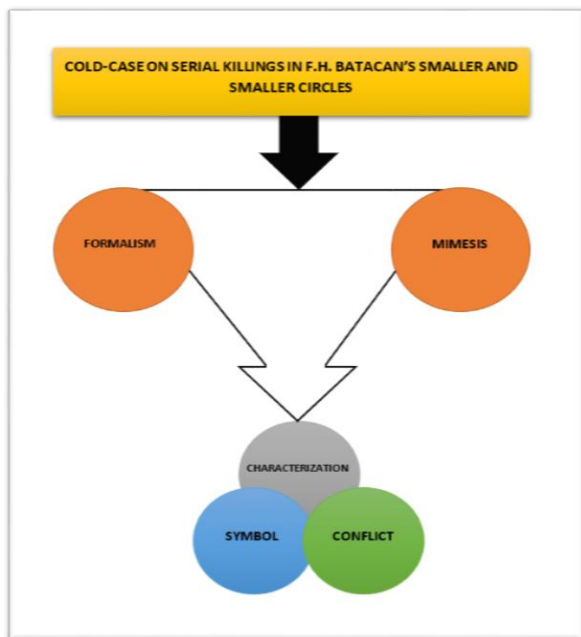 COLD-CASE ON SERIAL KILLINGS IN F.H. BATACAN'S SMALLER AND
SMALLER CIRCLES
FORMALISM
MIMESIS
CHARACTERIZATION
SYMBOL
CONFLICT